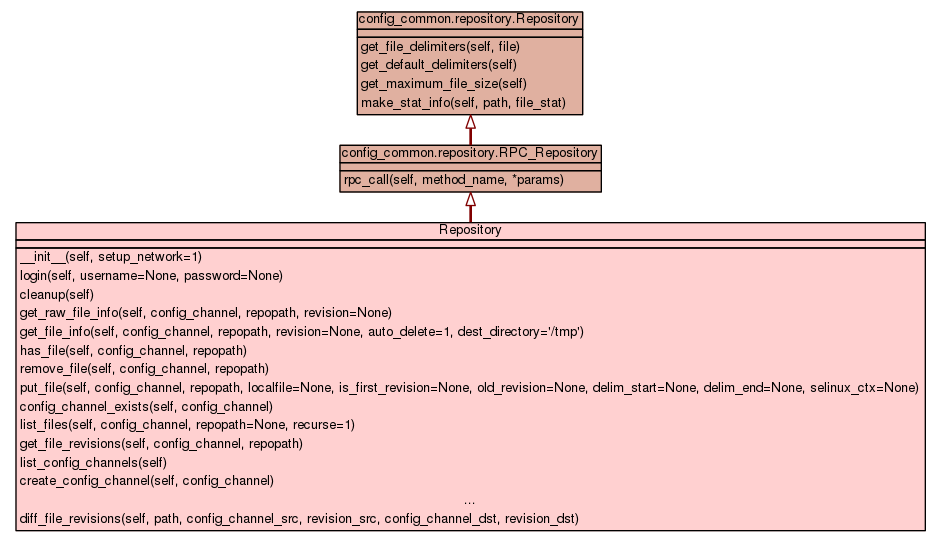 config_common.repository.Repository
get_file_delimiters(self, file)
get_default_delimiters(self)
get_maximum_file_size(self)
make_stat_info(self, path, file_stat)
config_common.repository.RPC_Repository
rpc_call(self, method_name, *params)
Repository
__init__(self, setup_network=1)
login(self, username=None, password=None)
cleanup(self)
get_raw_file_info(self, config_channel, repopath, revision=None)
get_file_info(self, config_channel, repopath, revision=None, auto_delete=1, dest_directory='/tmp')
has_file(self, config_channel, repopath)
remove_file(self, config_channel, repopath)
put_file(self, config_channel, repopath, localfile=None, is_first_revision=None, old_revision=None, delim_start=None, delim_end=None, selinux_ctx=None)
config_channel_exists(self, config_channel)
list_files(self, config_channel, repopath=None, recurse=1)
get_file_revisions(self, config_channel, repopath)
list_config_channels(self)
create_config_channel(self, config_channel)
...
diff_file_revisions(self, path, config_channel_src, revision_src, config_channel_dst, revision_dst)